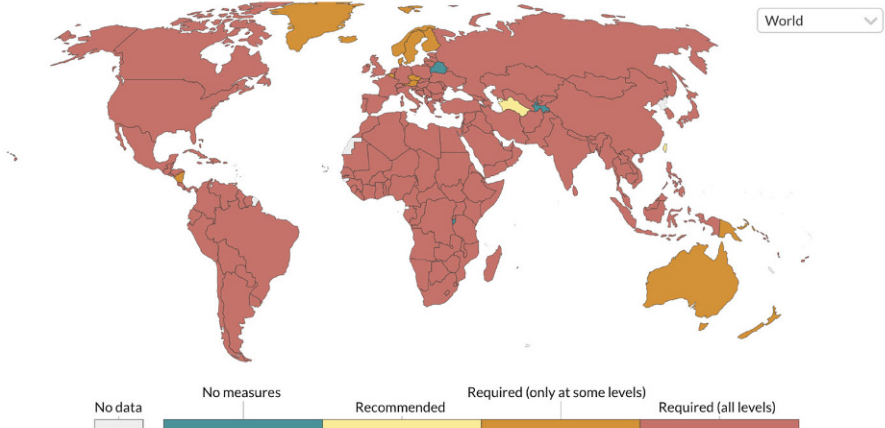 World
No measures
Required (only at some levels)
No data
Recommended
Required (all levels)